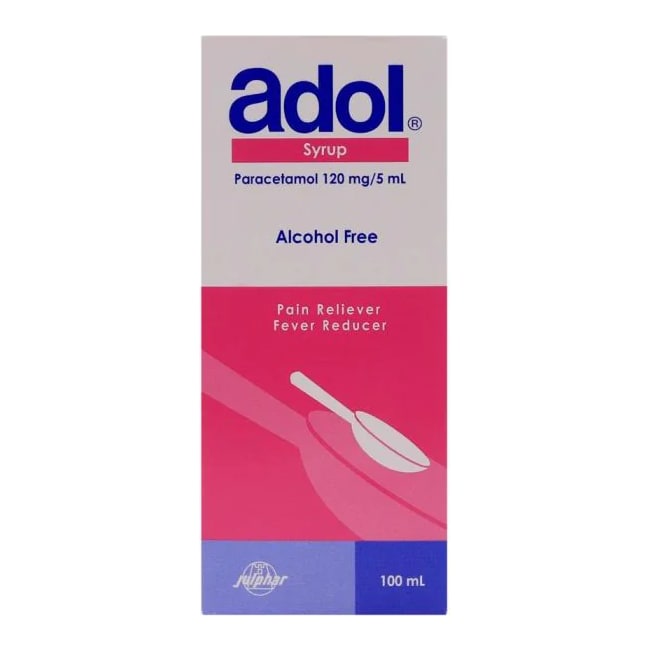 adol®
Syrup
Paracetamol 120 mg/5 mL
Alcohol Free
Pain Reliever
Fever Reducer
julphar
100 mL